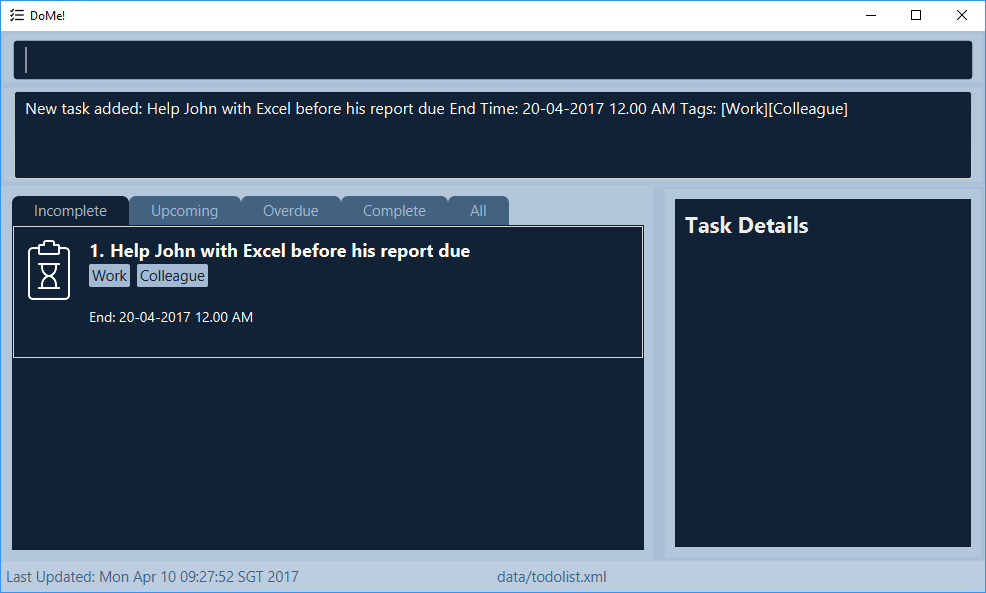 DoMe!
New task added: Help John with Excel before his report due End Time: 20-04-2017 12.00 AM Tags: [Work][Colleague]
Incomplete Upcoming Overdue Complete All
Task Details
1. Help John with Excel before his report due
Work Colleague
End: 20-04-2017 12.00 AM
Last Updated: Mon Apr 10 09:27:52 SGT 2017 data/todolist.xml